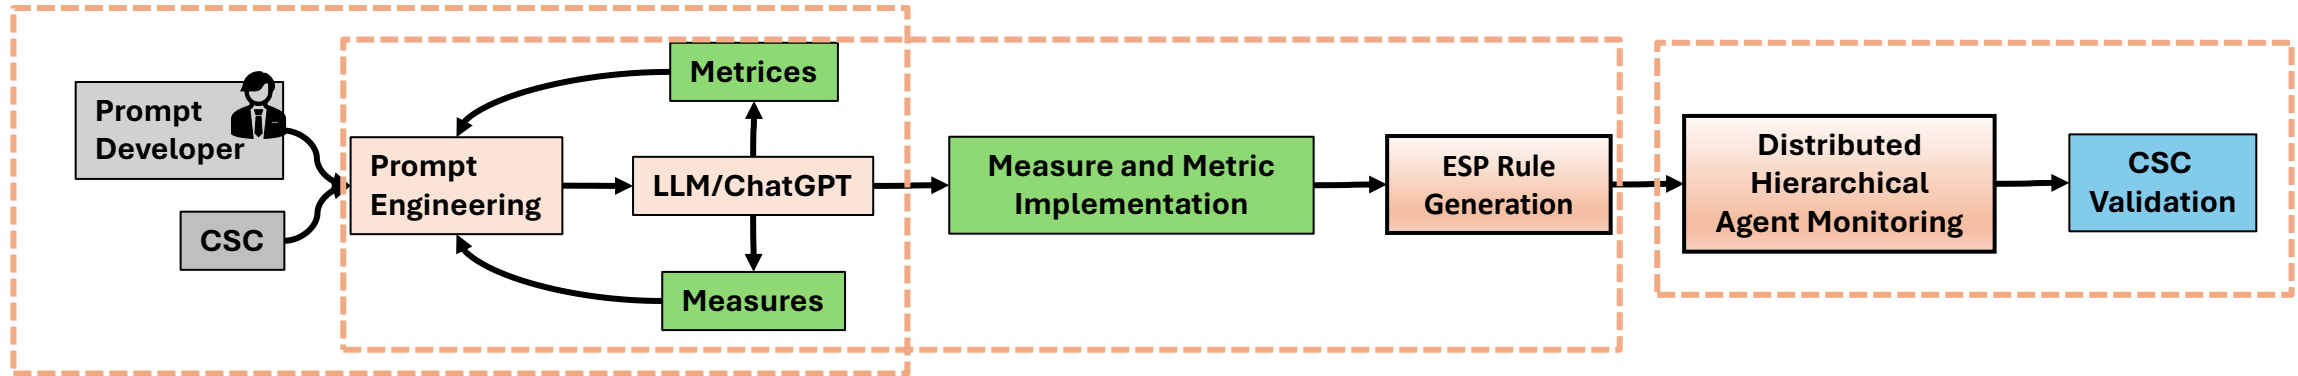 Prompt
Developer
CSC
Prompt
Engineering
Metrices
LLM/ChatGPT
Measures
Measure and Metric
Implementation
ESP Rule
Generation
Distributed
Hierarchical
Agent Monitoring
CSC
Validation